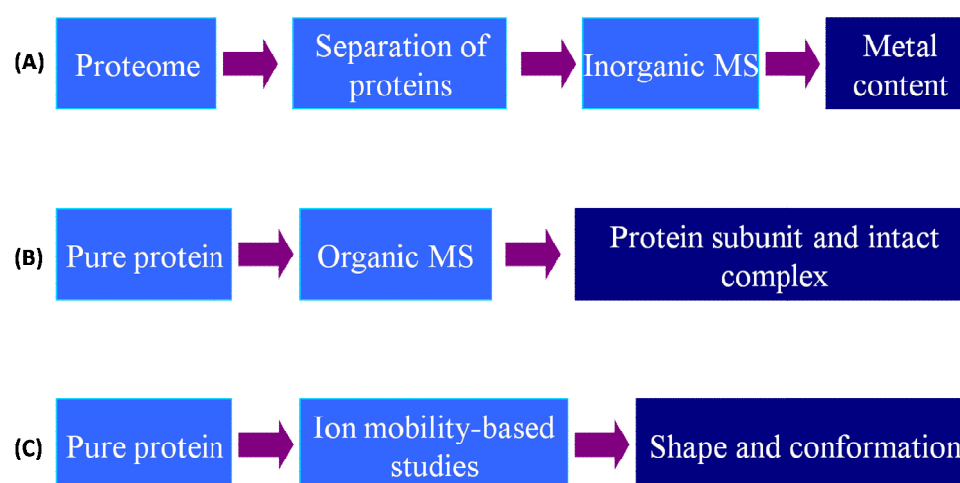 (A)
Proteome
Separation of
proteins
Inorganic MS
Metal
content
(B)
Pure protein
Organic MS
Protein subunit and intact
complex
(C)
Pure protein
Ion mobility-based
studies
Shape and conformation